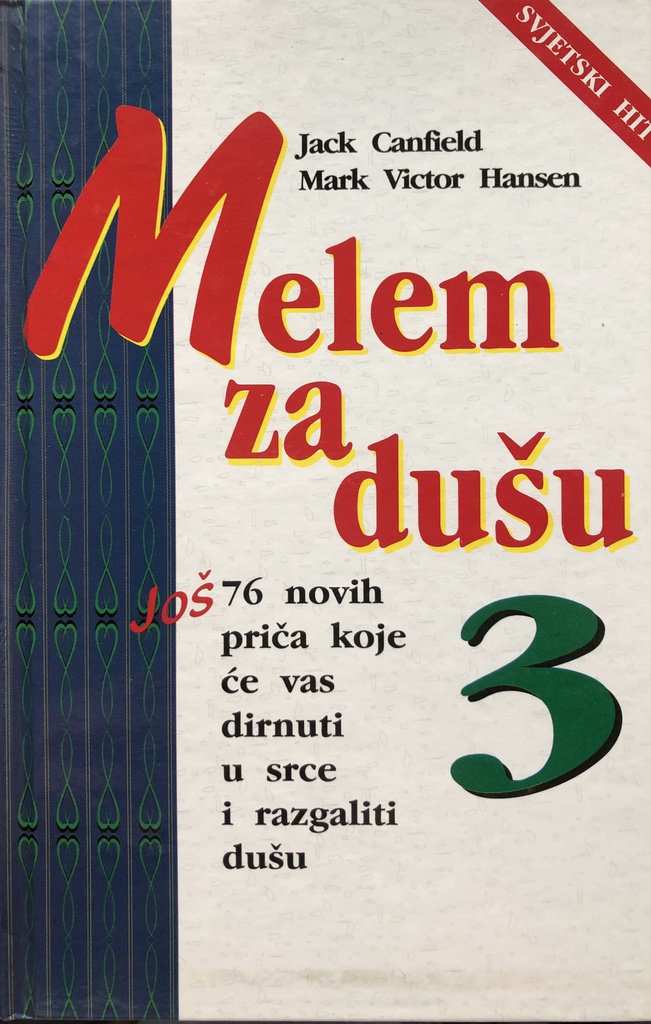 SVJETSKI HIT
Jack Canfield
Mark Victor Hansen
Melem
za
dušu
3
JOŠ 76 novih
priča koje
će vas
dirnuti
u srce
i razgaliti
dušu